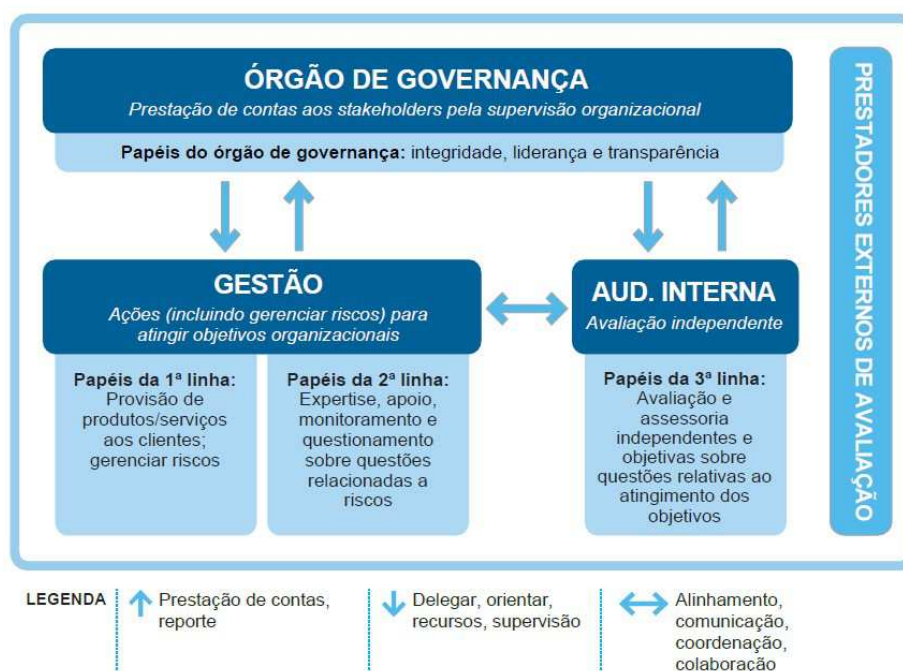 ÓRGÃO DE GOVERNANÇA
Prestação de contas aos stakeholders pela supervisão organizacional
Papéis do órgão de governança: integridade, liderança e transparência
GESTÃO
Ações (incluindo gerenciar riscos) para
atingir objetivos organizacionais
Papéis da 1ª linha:
Provisão de
produtos/serviços
aos clientes;
gerenciar riscos
Papéis da 2ª linha:
Expertise, apoio,
monitoramento e
questionamento
sobre questões
relacionadas a
riscos
AUD. INTERNA
Avaliação independente
Papéis da 3ª linha:
Avaliação e
assessoria
independentes e
objetivas sobre
questões relativas ao
atingimento dos
objetivos
PRESTADORES EXTERNOS DE AVALIAÇÃO
LEGENDA
Prestação de contas,
reporte
Delegar, orientar,
recursos, supervisão
Alinhamento,
comunicação,
coordenação,
colaboração